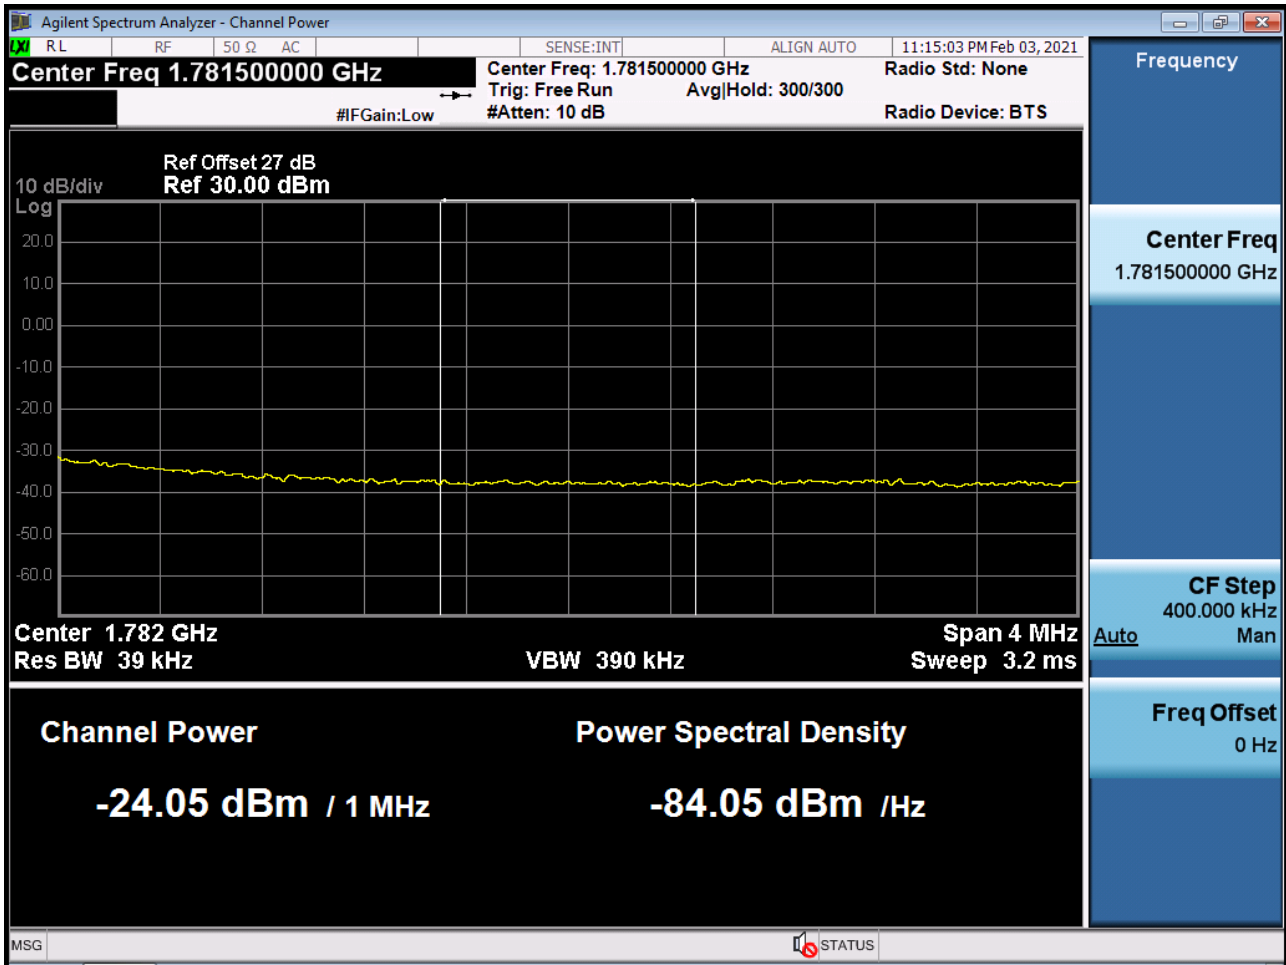 Agilent Spectrum Analyzer - Channel Power
LXI RL RF 50 Ω AC SENSE:INT ALIGN AUTO 11:15:03 PM Feb 03, 2021
Center Freq 1.781500000 GHz
Center Freq: 1.781500000 GHz
Radio Std: None
Trig: Free Run Avg|Hold: 300/300
#IFGain:Low
#Atten: 10 dB
Radio Device: BTS
Ref Offset 27 dB
10 dB/div Ref 30.00 dBm
Log
20.0
10.0
0.00
-10.0
-20.0
-30.0
-40.0
-50.0
-60.0
Center 1.782 GHz Span 4 MHz
Res BW 39 kHz VBW 390 kHz Sweep 3.2 ms
Channel Power Power Spectral Density
-24.05 dBm / 1 MHz -84.05 dBm /Hz
Frequency
Center Freq
1.781500000 GHz
CF Step
400.000 kHz
Auto Man
Freq Offset
0 Hz
MSG STATUS